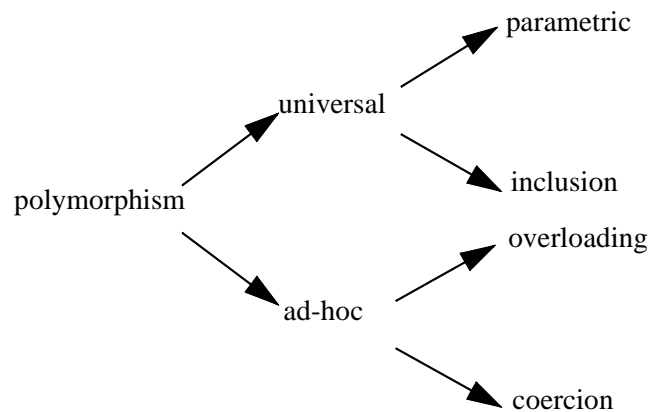 parametric
universal
inclusion
polymorphism
overloading
ad-hoc
coercion